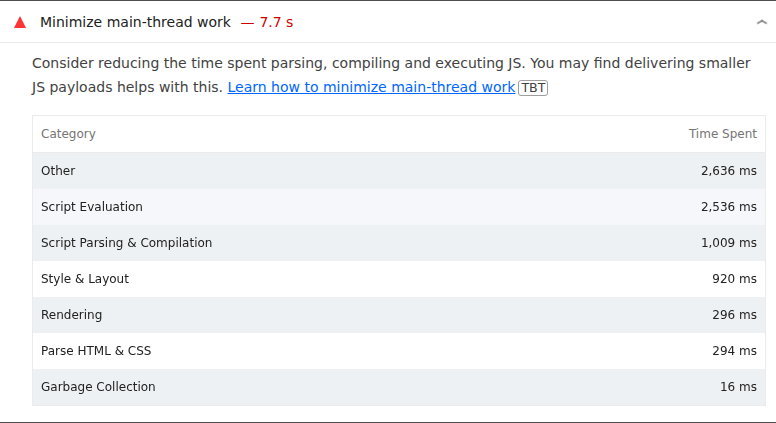 Minimize main-thread work — 7.7 s
Consider reducing the time spent parsing, compiling and executing JS. You may find delivering smaller
JS payloads helps with this. Learn how to minimize main-thread work TBT
Category Time Spent
Other 2,636 ms
Script Evaluation 2,536 ms
Script Parsing & Compilation 1,009 ms
Style & Layout 920 ms
Rendering 296 ms
Parse HTML & CSS 294 ms
Garbage Collection 16 ms